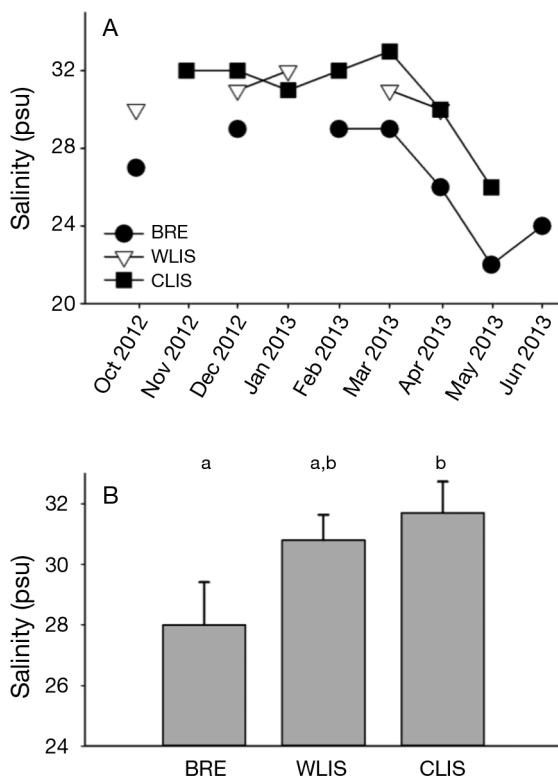 A
Salinity (psu)
32
28
24
20
BRE
WLIS
CLIS
Oct 2012
Nov 2012
Dec 2012
Jan 2013
Feb 2013
Mar 2013
Apr 2013
May 2013
Jun 2013
B
a
a,b
b
Salinity (psu)
32
30
28
26
24
BRE
WLIS
CLIS